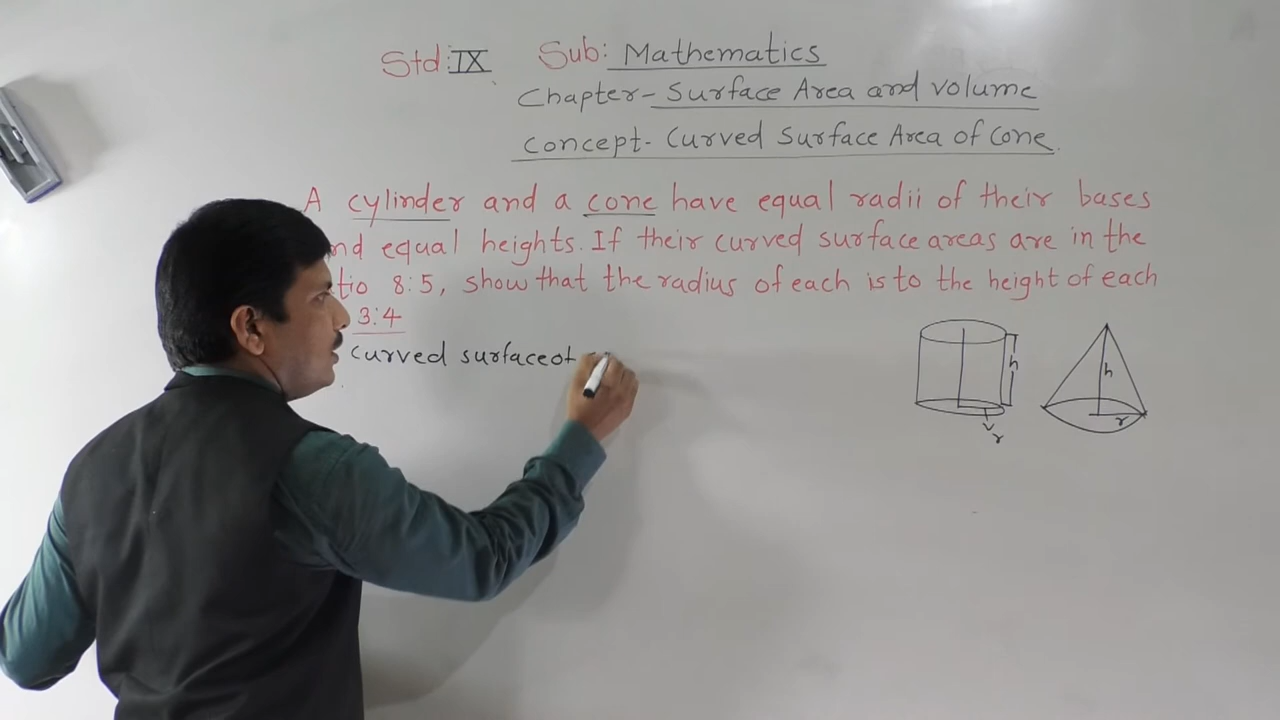 Std: IX Sub: Mathematics
Chapter- Surface Area and volume
Concept- Curved Surface Area of Cone.
A cylinder and a cone have equal radii of their bases
nd equal heights. If their curved surface areas are in the
tio 8:5, show that the radius of each is to the height of each
3:4
Curved surface of
h
r
h
r